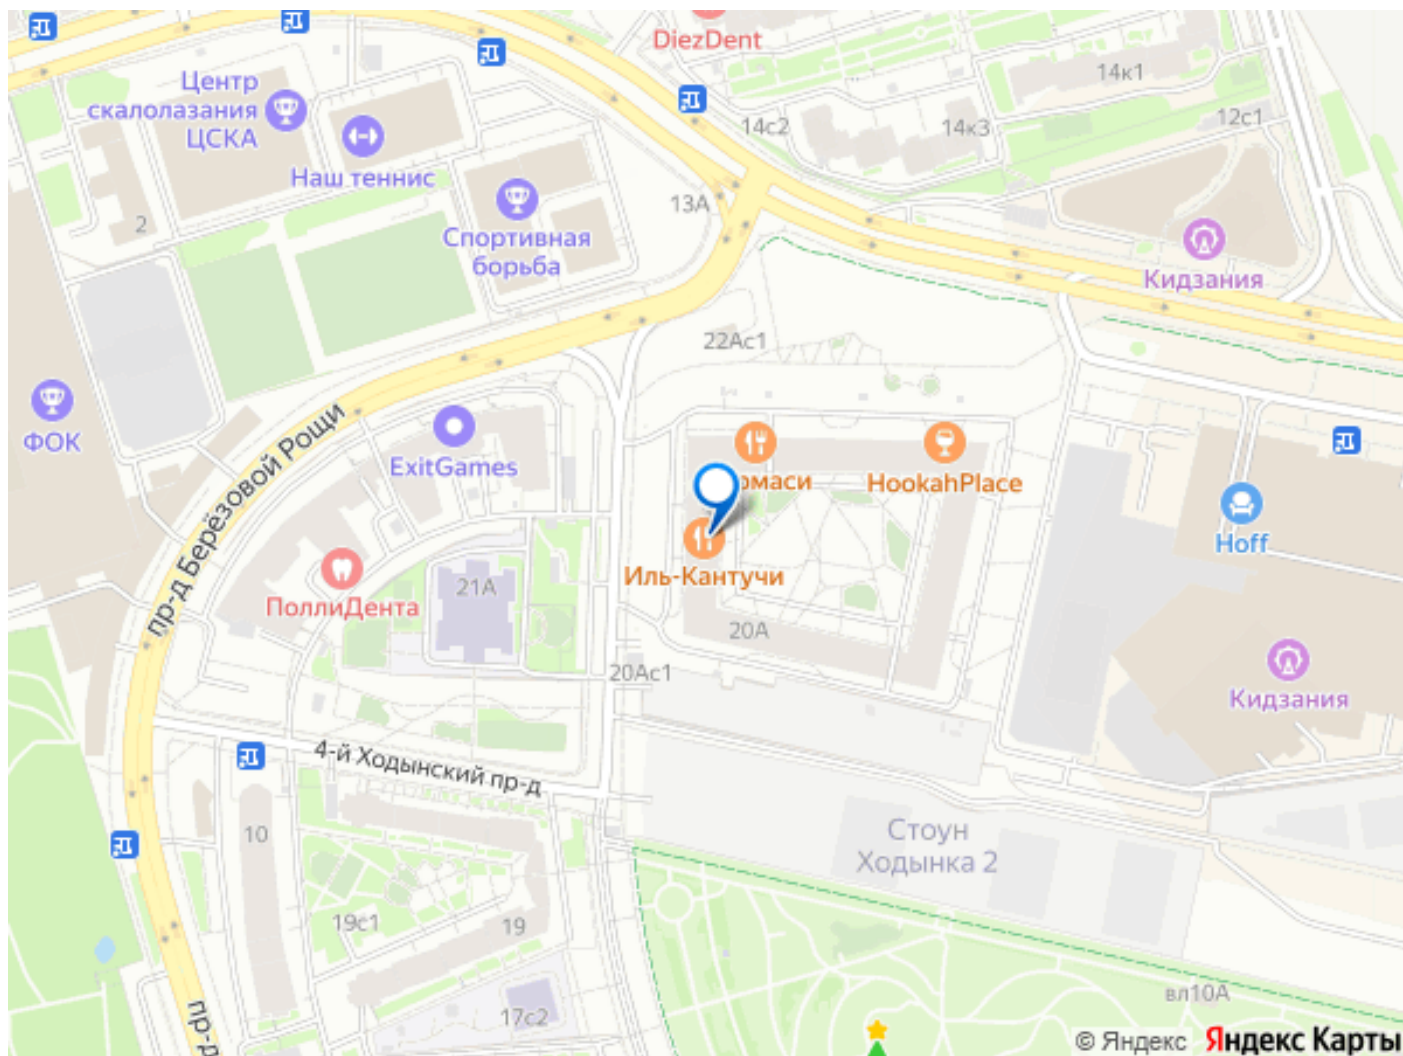 DiezDent
14к1
Центр
скалолазания
ЦСКА
14с2
14к3
12с1
Наш теннис
13А
2
Спортивная
борьба
Кидзания
22Ас1
ФОК
ExitGames
HookahPlace
Hoff
пр-д Берёзовой Рощи
Иль-Кантучи
21А
ПоллиДента
20А
20Ас1
Кидзания
4-й Ходынский пр-д
10
Стоун
Ходынка 2
19с1
19
вл10А
17с2
пр-д
© Яндекс Яндекс Карты